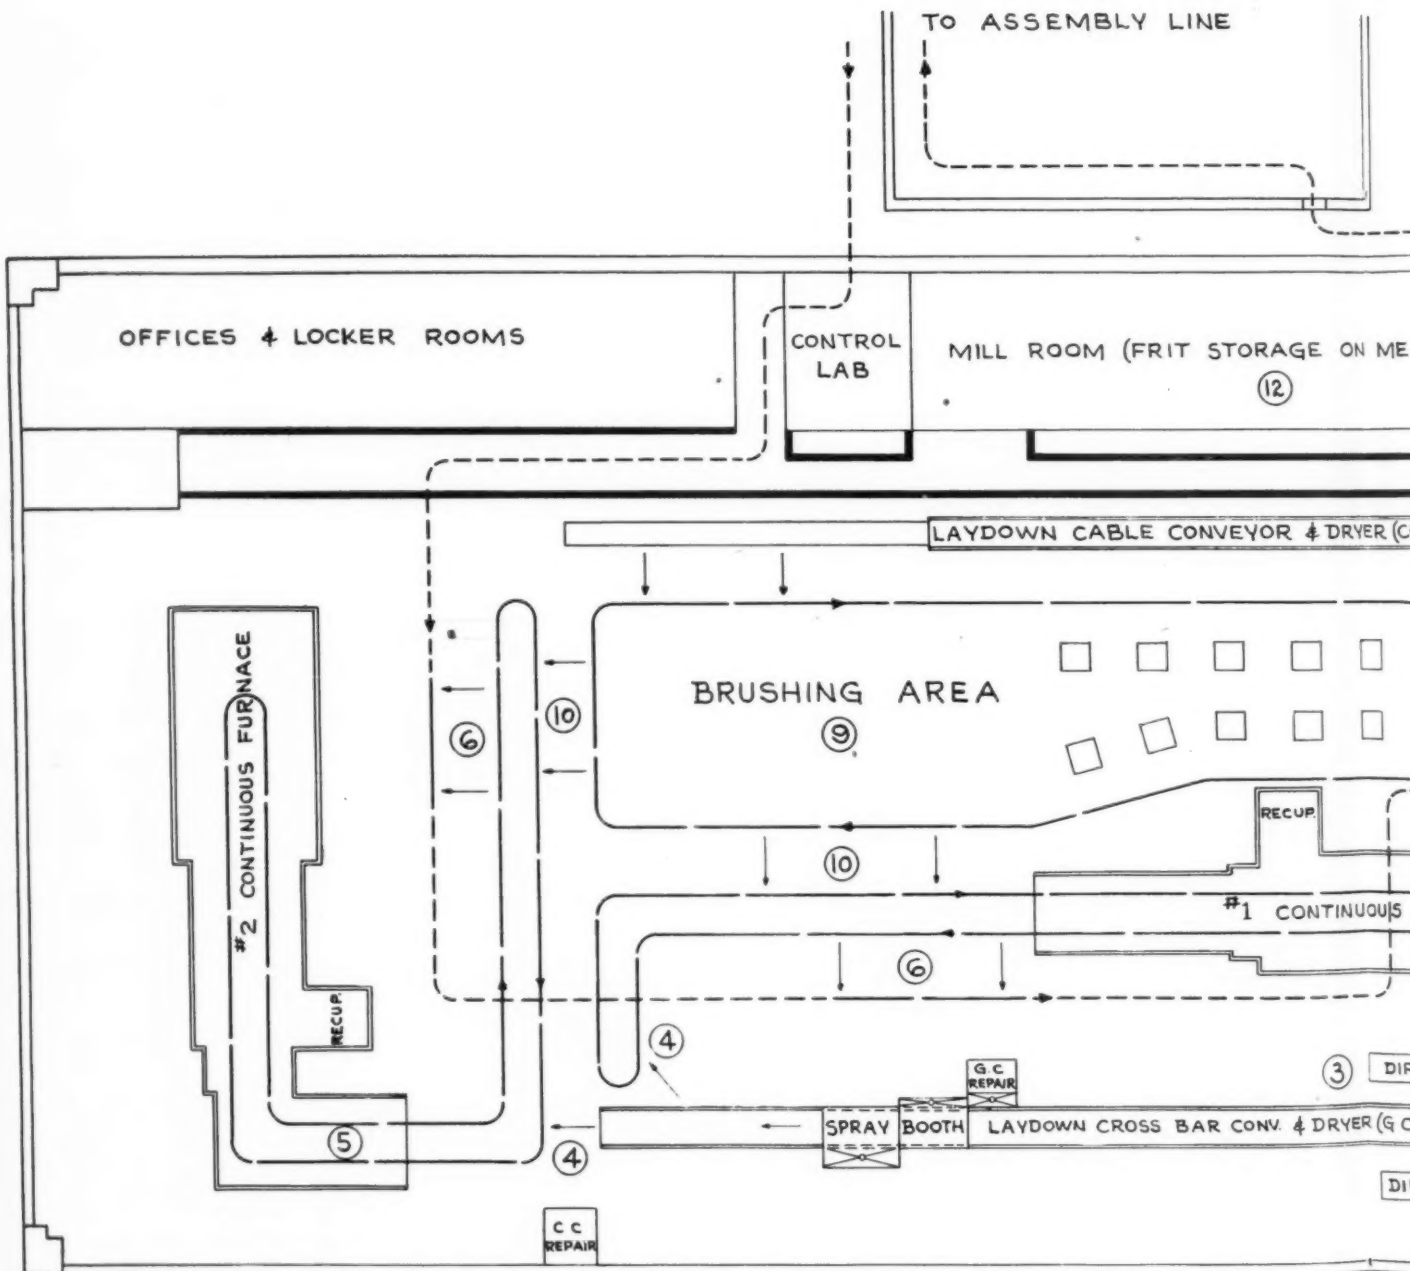 TO ASSEMBLY LINE
OFFICES & LOCKER ROOMS
CONTROL
LAB
MILL ROOM (FRIT STORAGE ON ME
12
LAYDOWN CABLE CONVEYOR & DRYER (C
#2 CONTINUOUS FURNACE
6
10
BRUSHING AREA
9
RECUP.
10
#1 CONTINUOUS
6
RECUP.
4
3
DIP
G.C
REPAIR
SPRAY BOOTH
LAYDOWN CROSS BAR CONV. & DRYER (G C
5
4
DI
C C
REPAIR